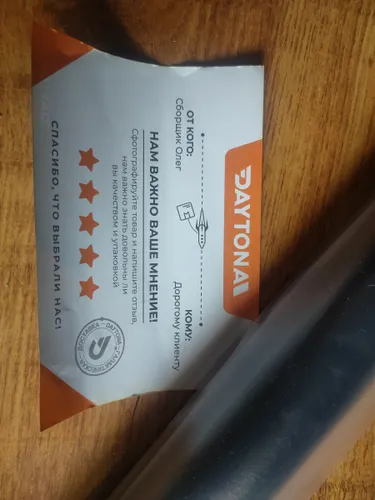 DAYTONA
ОТ КОГО:
Сборщик Олег
КОМУ:
Дорогому клиенту
НАМ ВАЖНО ВАШЕ МНЕНИЕ!
Сфотографируйте товар и напишите отзыв,
нам важно знать довольны ли
вы качеством и упаковкой
СПАСИБО, ЧТО ВЫБРАЛИ НАС!